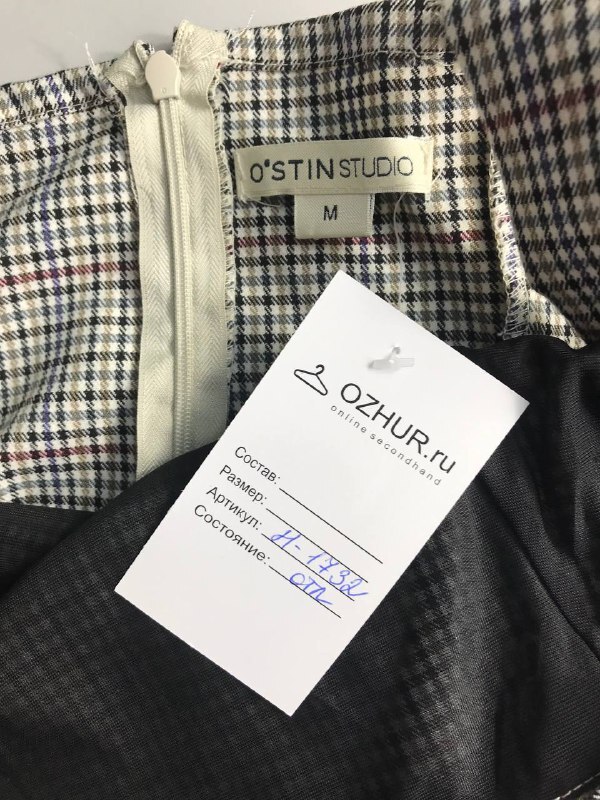 O'STIN STUDIO
M
OZHUR.ru
online secondhand
Состав:
Размер:
Артикул: Н-1732
Состояние: отл